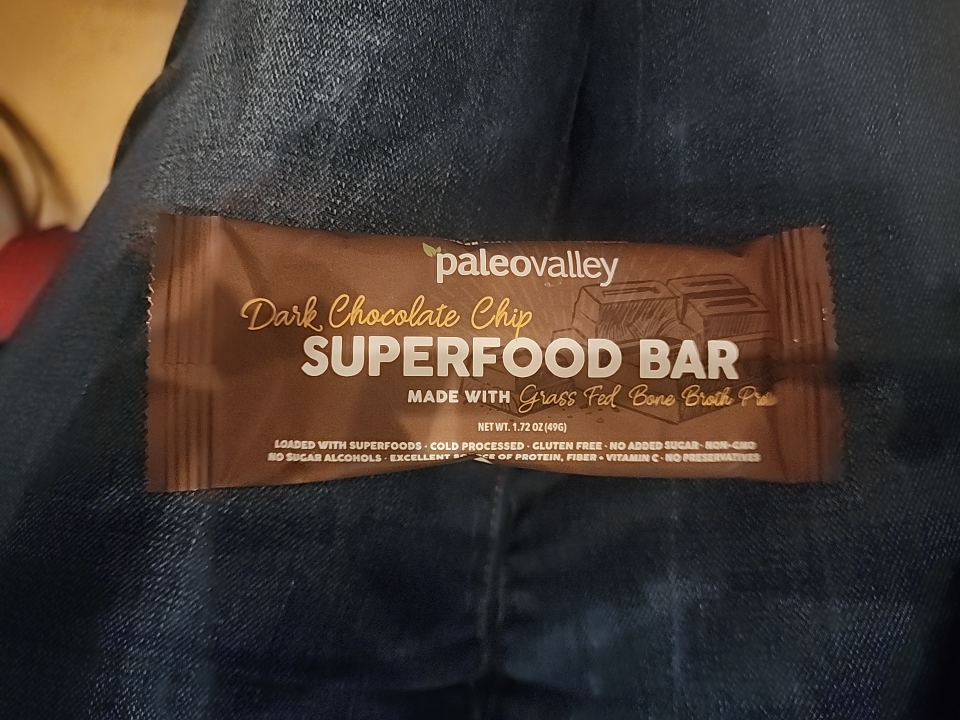 paleovalley
Dark Chocolate Chip
SUPERFOOD BAR
MADE WITH Grass Fed Bone Broth
NET WT. 1.72 OZ (49G)
LOADED WITH SUPERFOODS · COLD PROCESSED · GLUTEN FREE · NO ADDED SUGAR · NON-GMO
NO SUGAR ALCOHOLS · EXCELLENT OF PROTEIN, FIBER + VITAMIN C · NO PRESERVATIVES